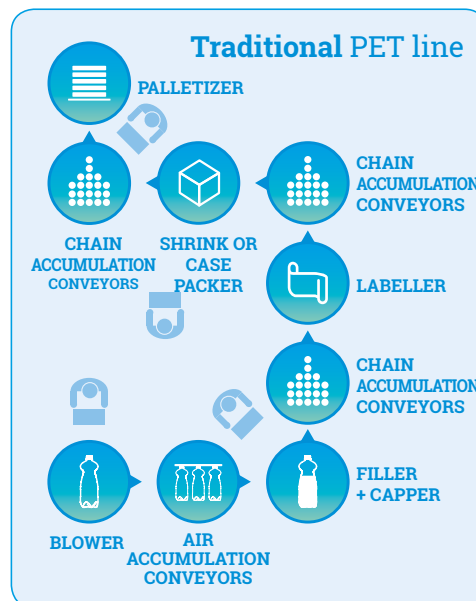 Traditional PET line
PALLETIZER
CHAIN
ACCUMULATION
CONVEYORS
SHRINK OR
CASE
PACKER
CHAIN
ACCUMULATION
CONVEYORS
LABELLER
CHAIN
ACCUMULATION
CONVEYORS
BLOWER
AIR
ACCUMULATION
CONVEYORS
FILLER
+ CAPPER